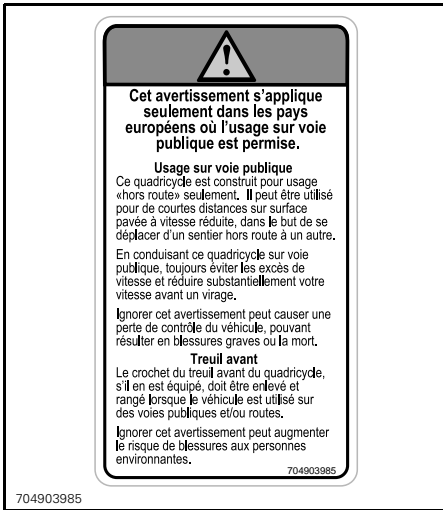 Cet avertissement s'applique
seulement dans les pays
européens où l'usage sur voie
publique est permise.
Usage sur voie publique
Ce quadricycle est construit pour usage
«hors route» seulement. Il peut être utilisé
pour de courtes distances sur surface
pavée à vitesse réduite, dans le but de se
déplacer d'un sentier hors route à un autre.
En conduisant ce quadricycle sur voie
publique, toujours éviter les excès de
vitesse et réduire substantiellement votre
vitesse avant un virage.
Ignorer cet avertissement peut causer une
perte de contrôle du véhicule, pouvant
résulter en blessures graves ou la mort.
Treuil avant
Le crochet du treuil avant du quadricycle,
s'il en est équipé, doit être enlevé et
rangé lorsque le véhicule est utilisé sur
des voies publiques et/ou routes.
Ignorer cet avertissement peut augmenter
le risque de blessures aux personnes
environnantes.
704903985
704903985